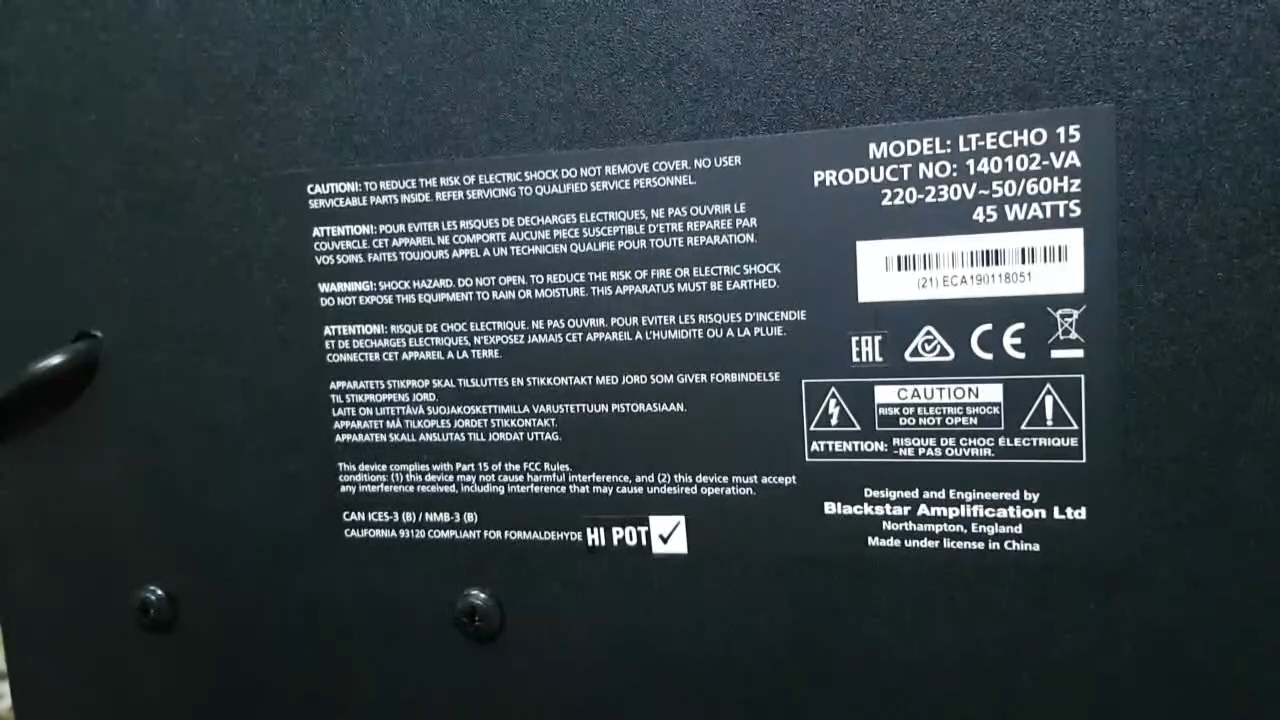 CAUTION!: TO REDUCE THE RISK OF ELECTRIC SHOCK DO NOT REMOVE COVER. NO USER
SERVICEABLE PARTS INSIDE. REFER SERVICING TO QUALIFIED SERVICE PERSONNEL.
ATTENTION!: POUR EVITER LES RISQUES DE DECHARGES ELECTRIQUES, NE PAS OUVRIR LE
COUVERCLE. CET APPAREIL NE COMPORTE AUCUNE PIECE SUSCEPTIBLE D'ETRE REPAREE PAR
VOS SOINS. FAITES TOUJOURS APPEL A UN TECHNICIEN QUALIFIE POUR TOUTE REPARATION.
WARNING!: SHOCK HAZARD. DO NOT OPEN. TO REDUCE THE RISK OF FIRE OR ELECTRIC SHOCK
DO NOT EXPOSE THIS EQUIPMENT TO RAIN OR MOISTURE. THIS APPARATUS MUST BE EARTHED.
ATTENTION!: RISQUE DE CHOC ELECTRIQUE. NE PAS OUVRIR. POUR EVITER LES RISQUES D'INCENDIE
ET DE DECHARGES ELECTRIQUES, N'EXPOSEZ JAMAIS CET APPAREIL À L'HUMIDITE OU A LA PLUIE.
CONNECTER CET APPAREIL A LA TERRE.
APPARATETS STIKPROP SKAL TILSLUTTES EN STIKKONTAKT MED JORD SOM GIVER FORBINDELSE
TIL STIKPROPPENS JORD.
LAITE ON LIITETTÄVÄ SUOJAKOSKETTIMILLA VARUSTETTUUN PISTORASIAAN.
APPARATET MÅ TILKOPLES JORDET STIKKONTAKT.
APPARATEN SKALL ANSLUTAS TILL JORDAT UTTAG.
This device complies with Part 15 of the FCC Rules.
conditions: (1) this device may not cause harmful interference, and (2) this device must accept
any interference received, including interference that may cause undesired operation.
CAN ICES-3 (B) / NMB-3 (B)
CALIFORNIA 93120 COMPLIANT FOR FORMALDEHYDE
HI POT
MODEL: LT-ECHO 15
PRODUCT NO: 140102-VA
220-230V~50/60Hz
45 WATTS
(21) ECA190118051
EAC CE
CAUTION
RISK OF ELECTRIC SHOCK
DO NOT OPEN
ATTENTION: RISQUE DE CHOC ÉLECTRIQUE
-NE PAS OUVRIR.
Designed and Engineered by
Blackstar Amplification Ltd
Northampton, England
Made under license in China